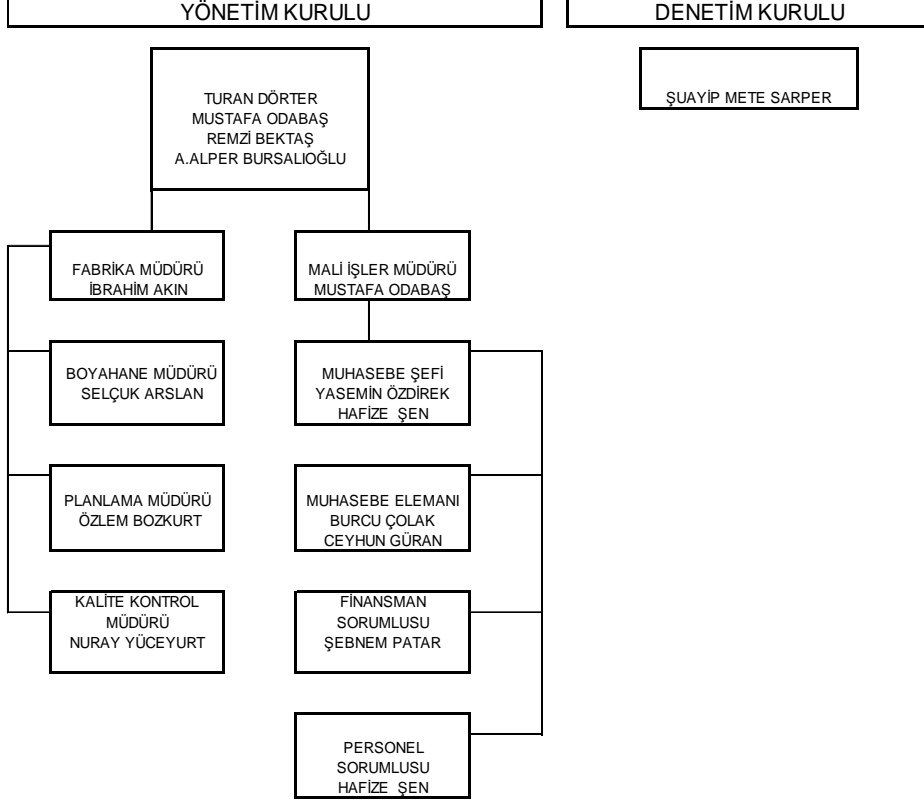 YÖNETİM KURULU
DENETİM KURULU
TURAN DÖRTER
MUSTAFA ODABAŞ
REMZİ BEKTAŞ
A.ALPER BURSALIOĞLU
ŞUAYİP METE SARPER
FABRİKA MÜDÜRÜ
İBRAHİM AKIN
MALİ İŞLER MÜDÜRÜ
MUSTAFA ODABAŞ
BOYAHANE MÜDÜRÜ
SELÇUK ARSLAN
MUHASEBE ŞEFİ
YASEMİN ÖZDİREK
HAFİZE ŞEN
PLANLAMA MÜDÜRÜ
ÖZLEM BOZKURT
MUHASEBE ELEMANI
BURCU ÇOLAK
CEYHUN GÜRAN
KALİTE KONTROL
MÜDÜRÜ
NURAY YÜCEYURT
FİNANSMAN
SORUMLUSU
ŞEBNEM PATAR
PERSONEL
SORUMLUSU
HAFİZE ŞEN